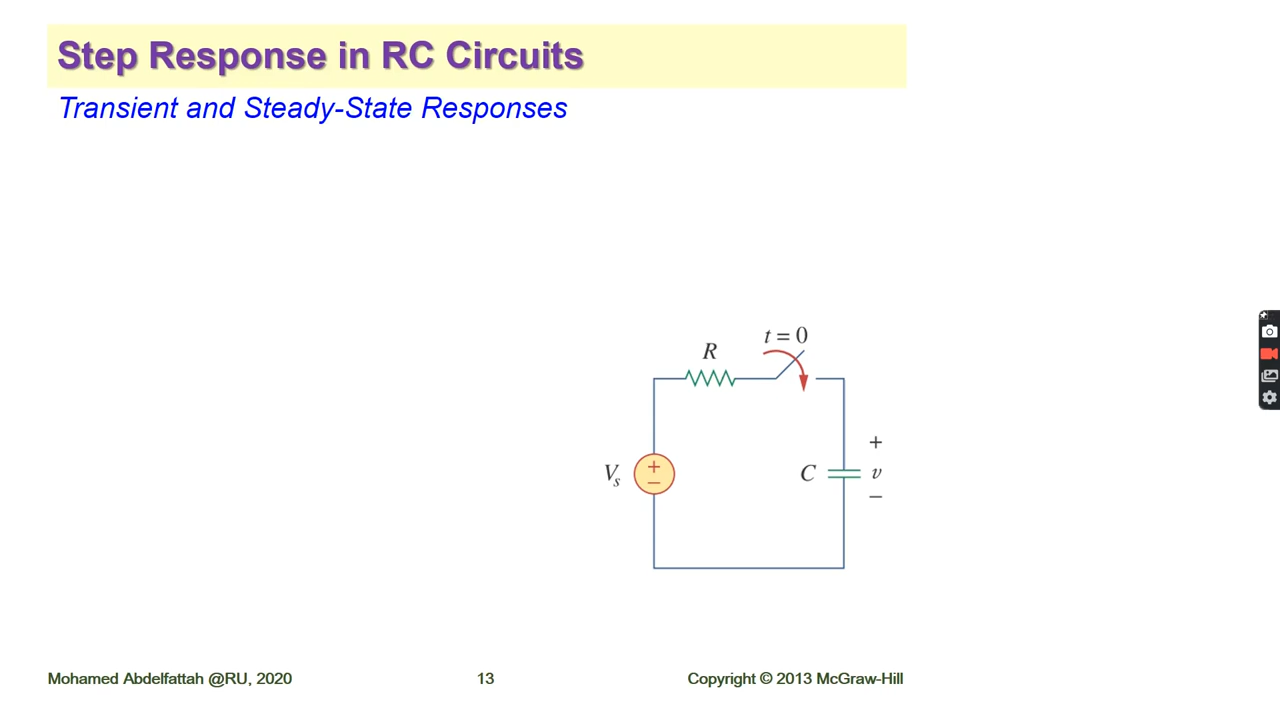 Step Response in RC Circuits
Transient and Steady-State Responses
t = 0
R
+
Vs
+
−
C
v
−
Mohamed Abdelfattah @RU, 2020
13
Copyright © 2013 McGraw-Hill